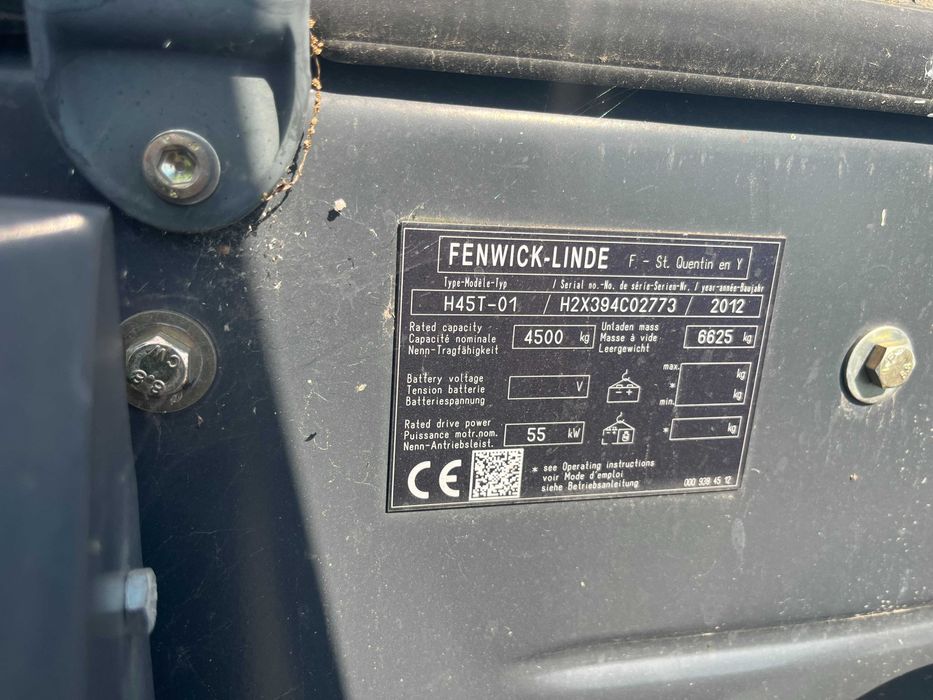 FENWICK-LINDE F. - St. Quentin en Y
Type-Modèle-Typ / Serial no.-No. de série-Serien-Nr. / year-année-Baujahr
H45T-01 / H2X394C02773 / 2012
Rated capacity
Capacité nominale
Nenn-Tragfähigkeit
4500 kg
Unladen mass
Masse à vide
Leergewicht
6625 kg
Battery voltage
Tension batterie
Batteriespannung
V
max. kg
*
min. kg
Rated drive power
Puissance motr.nom.
Nenn-Antriebsleist.
55 kW
* kg
CE
* see Operating instructions
voir Mode d'emploi
siehe Betriebsanleitung
000 938 45 12
8.8